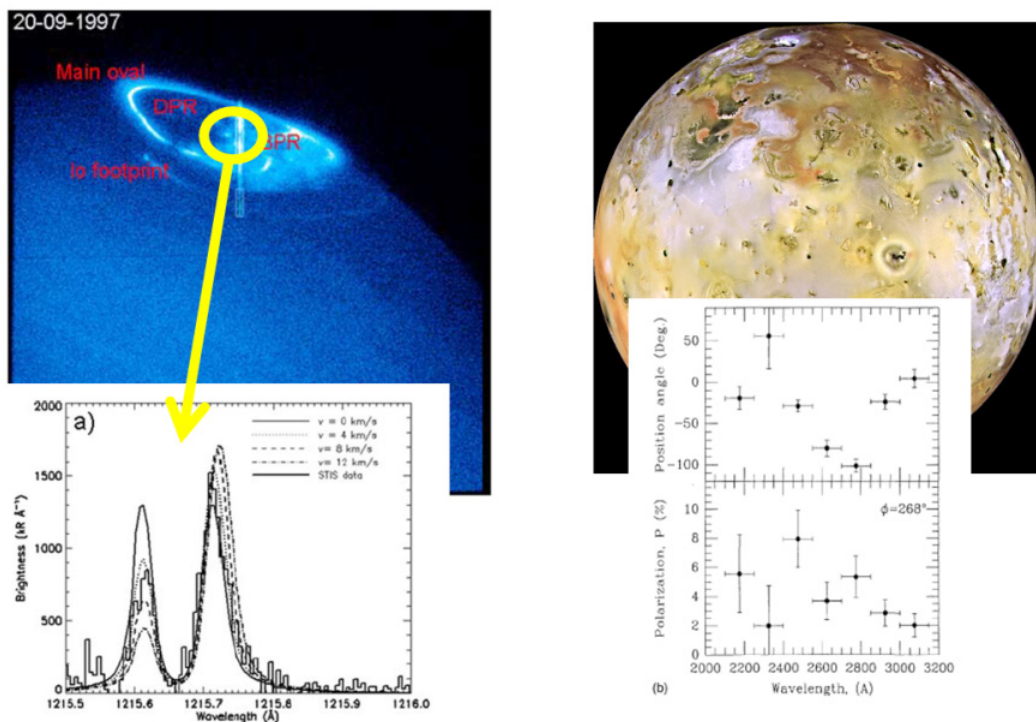 20-09-1997
Main oval
DPR
SPR
Io footprint
a)
v = 0 km/s
v = 4 km/s
v= 8 km/s
v= 12 km/s
STIS data
2000
1500
1000
500
0
Brightness (kR Å⁻¹)
1215.5 1215.6 1215.7 1215.8 1215.9 1216.0
Wavelength (Å)
50
0
−50
−100
Position angle (Deg.)
ϕ=268°
10
8
6
4
2
0
Polarization, P (%)
2000 2200 2400 2600 2800 3000 3200
(b)
Wavelength, (A)